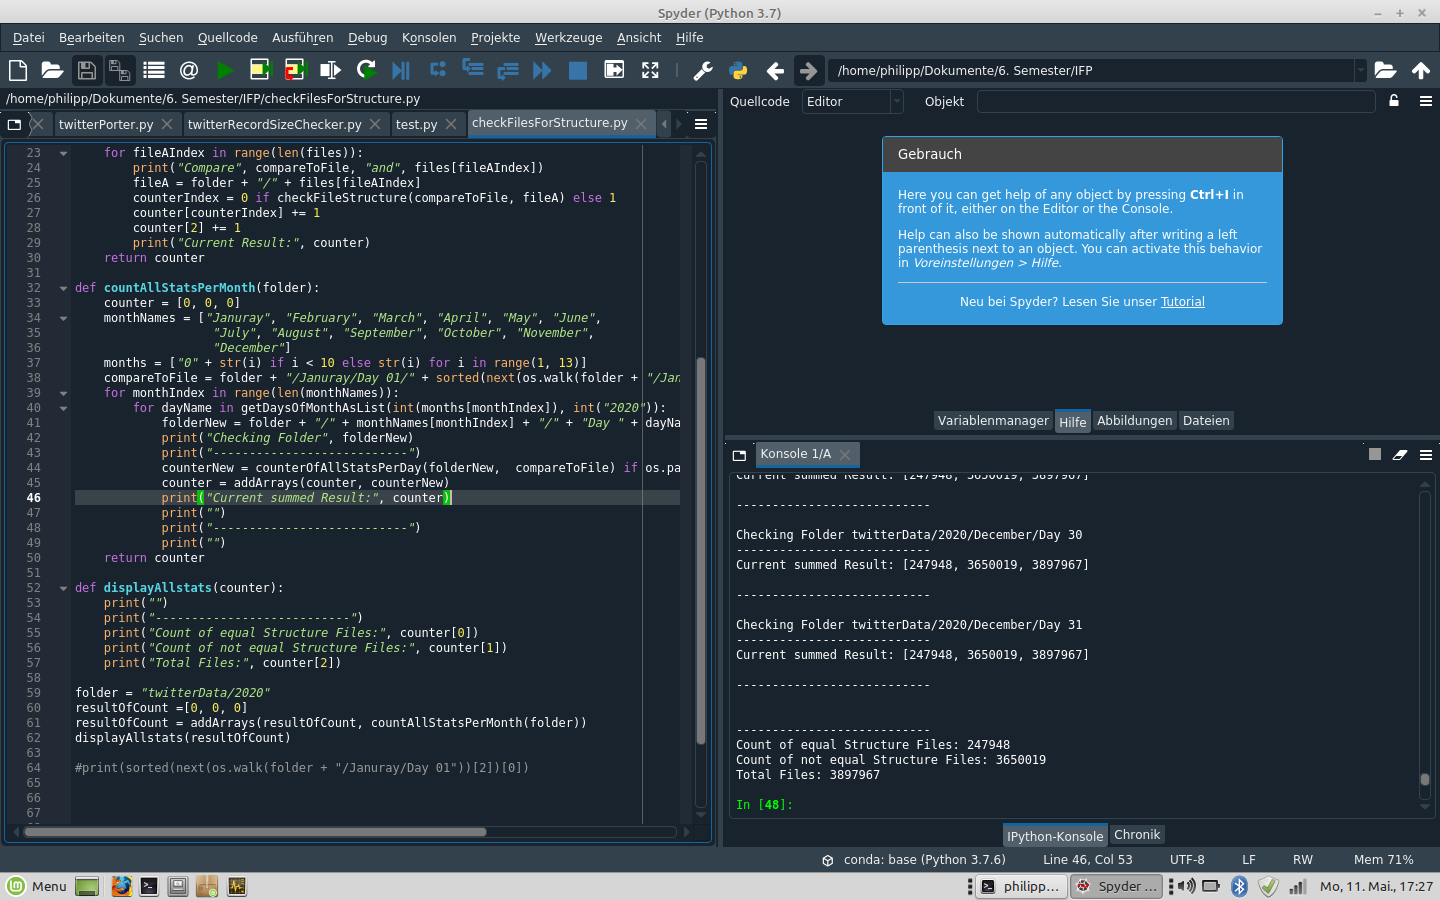 Spyder (Python 3.7)
Datei Bearbeiten Suchen Quellcode Ausführen Debug Konsolen Projekte Werkzeuge Ansicht Hilfe
/home/philipp/Dokumente/6. Semester/IFP
/home/philipp/Dokumente/6. Semester/IFP/checkFilesForStructure.py
twitterPorter.py twitterRecordSizeChecker.py test.py checkFilesForStructure.py
23 for fileAIndex in range(len(files)):
24 print("Compare", compareToFile, "and", files[fileAIndex])
25 fileA = folder + "/" + files[fileAIndex]
26 counterIndex = 0 if checkFileStructure(compareToFile, fileA) else 1
27 counter[counterIndex] += 1
28 counter[2] += 1
29 print("Current Result:", counter)
30 return counter
31
32 def countAllStatsPerMonth(folder):
33 counter = [0, 0, 0]
34 monthNames = ["Januray", "February", "March", "April", "May", "June",
35 "July", "August", "September", "October", "November",
36 "December"]
37 months = ["0" + str(i) if i < 10 else str(i) for i in range(1, 13)]
38 compareToFile = folder + "/Januray/Day 01/" + sorted(next(os.walk(folder + "/Jan
39 for monthIndex in range(len(monthNames)):
40 for dayName in getDaysOfMonthAsList(int(months[monthIndex]), int("2020")):
41 folderNew = folder + "/" + monthNames[monthIndex] + "/" + "Day " + dayNa
42 print("Checking Folder", folderNew)
43 print("---------------------------")
44 counterNew = counterOfAllStatsPerDay(folderNew,  compareToFile) if os.pa
45 counter = addArrays(counter, counterNew)
46 print("Current summed Result:", counter)
47 print("")
48 print("---------------------------")
49 print("")
50 return counter
51
52 def displayAllstats(counter):
53 print("")
54 print("---------------------------")
55 print("Count of equal Structure Files:", counter[0])
56 print("Count of not equal Structure Files:", counter[1])
57 print("Total Files:", counter[2])
58
59 folder = "twitterData/2020"
60 resultOfCount =[0, 0, 0]
61 resultOfCount = addArrays(resultOfCount, countAllStatsPerMonth(folder))
62 displayAllstats(resultOfCount)
63
64 #print(sorted(next(os.walk(folder + "/Januray/Day 01"))[2])[0])
65
66
67
Quellcode Editor Objekt
Gebrauch
Here you can get help of any object by pressing Ctrl+I in
front of it, either on the Editor or the Console.
Help can also be shown automatically after writing a left
parenthesis next to an object. You can activate this behavior
in Voreinstellungen > Hilfe.
Neu bei Spyder? Lesen Sie unser Tutorial
Variablenmanager Hilfe Abbildungen Dateien
Konsole 1/A
Current summed Result: [247948, 3650019, 3897967]
---------------------------
Checking Folder twitterData/2020/December/Day 30
---------------------------
Current summed Result: [247948, 3650019, 3897967]
---------------------------
Checking Folder twitterData/2020/December/Day 31
---------------------------
Current summed Result: [247948, 3650019, 3897967]
---------------------------
---------------------------
Count of equal Structure Files: 247948
Count of not equal Structure Files: 3650019
Total Files: 3897967
In [48]:
IPython-Konsole Chronik
conda: base (Python 3.7.6) Line 46, Col 53 UTF-8 LF RW Mem 71%
Menu philipp... Spyder ... Mo, 11. Mai., 17:27